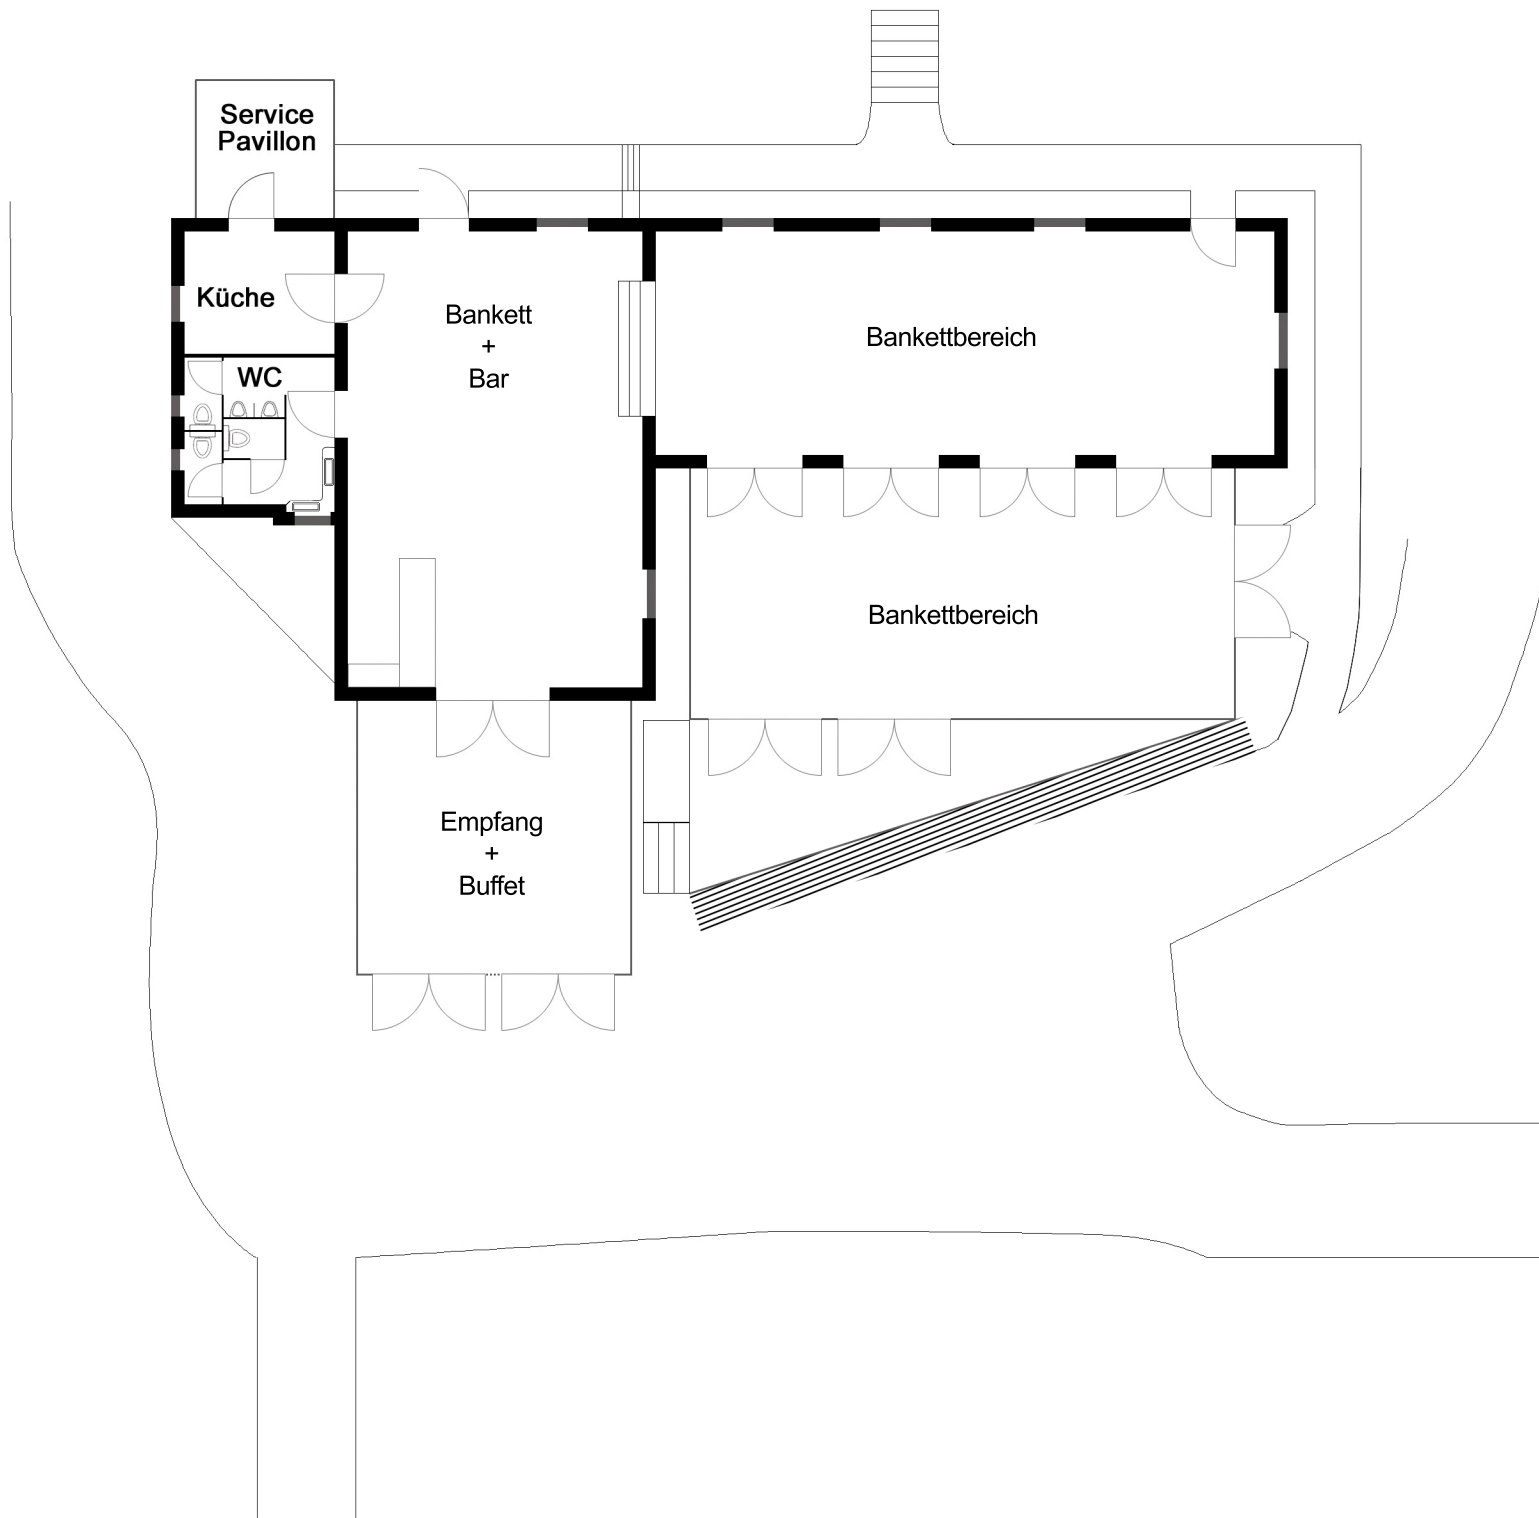 Service
Pavillon
Küche
WC
Bankett
+
Bar
Bankettbereich
Bankettbereich
Empfang
+
Buffet